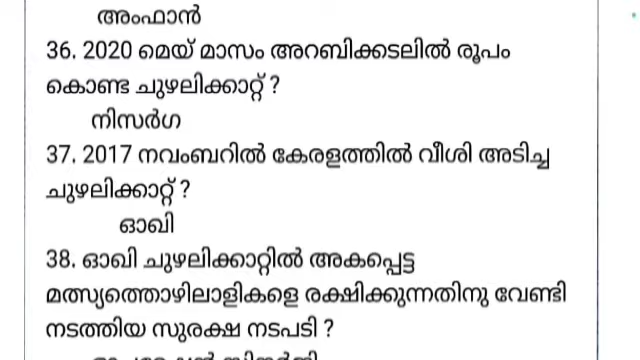 അംഫാൻ
36. 2020 മെയ് മാസം അറബിക്കടലിൽ രൂപം
കൊണ്ട ചുഴലിക്കാറ്റ് ?
നിസർഗ
37. 2017 നവംബറിൽ കേരളത്തിൽ വീശി അടിച്ച
ചുഴലിക്കാറ്റ് ?
ഓഖി
38. ഓഖി ചുഴലിക്കാറ്റിൽ അകപ്പെട്ട
മത്സ്യത്തൊഴിലാളികളെ രക്ഷിക്കുന്നതിനു വേണ്ടി
നടത്തിയ സുരക്ഷ നടപടി ?